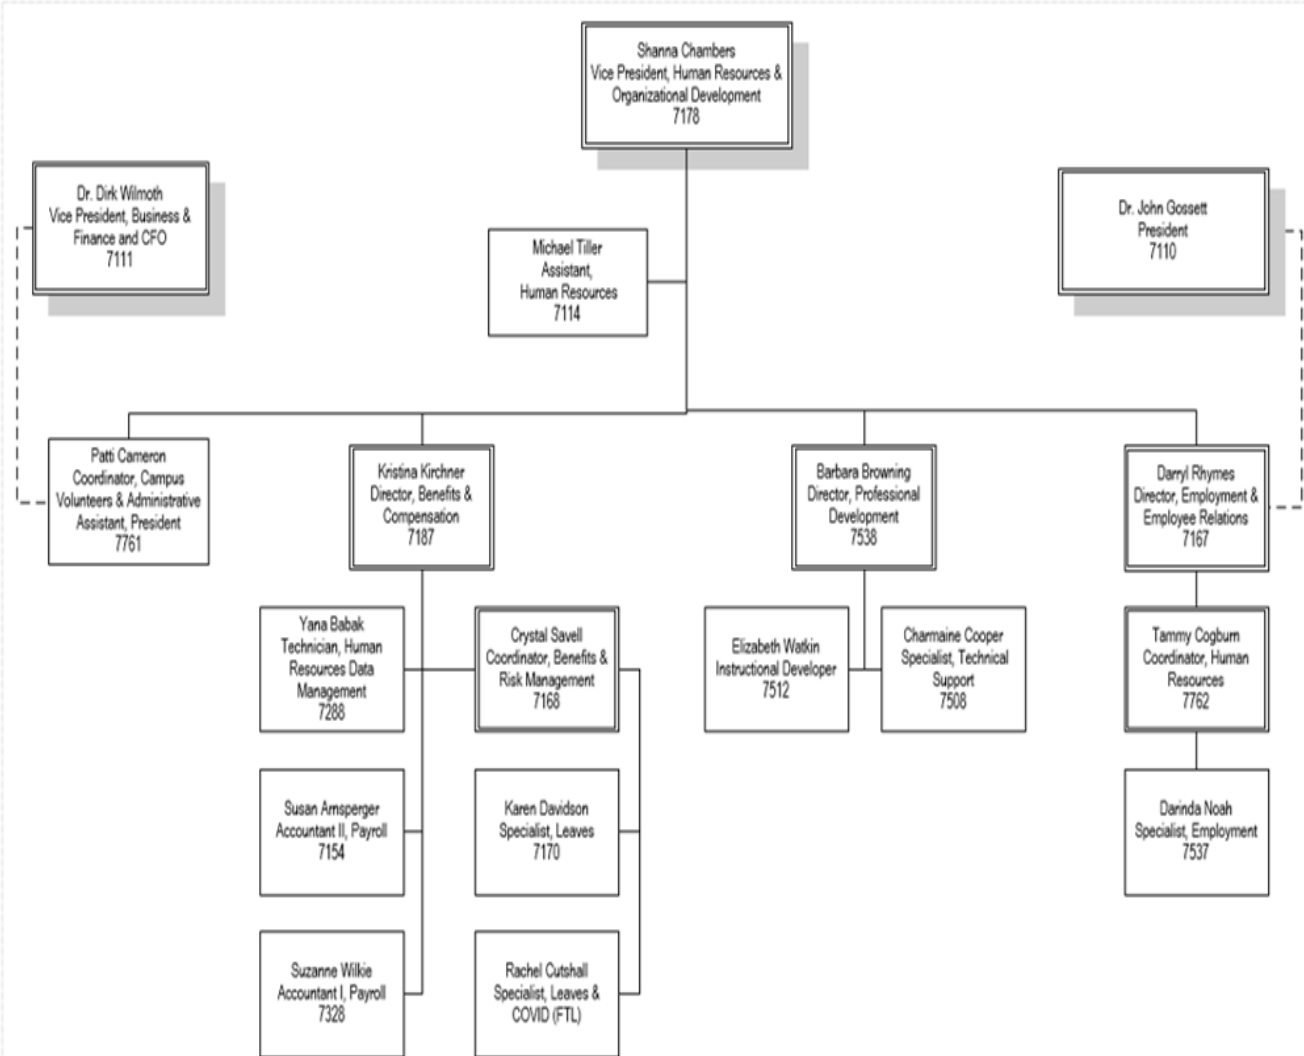 Shanna Chambers
Vice President, Human Resources &
Organizational Development
7178
Dr. Dirk Wilmoth
Vice President, Business &
Finance and CFO
7111
Dr. John Gossett
President
7110
Michael Tiller
Assistant,
Human Resources
7114
Patti Cameron
Coordinator, Campus
Volunteers & Administrative
Assistant, President
7761
Kristina Kirchner
Director, Benefits &
Compensation
7187
Barbara Browning
Director, Professional
Development
7538
Darryl Rhymes
Director, Employment &
Employee Relations
7167
Yana Babak
Technician, Human
Resources Data
Management
7288
Crystal Savell
Coordinator, Benefits &
Risk Management
7168
Elizabeth Watkin
Instructional Developer
7512
Charmaine Cooper
Specialist, Technical
Support
7508
Tammy Cogburn
Coordinator, Human
Resources
7762
Susan Arnsperger
Accountant II, Payroll
7154
Karen Davidson
Specialist, Leaves
7170
Darinda Noah
Specialist, Employment
7537
Suzanne Wilkie
Accountant I, Payroll
7328
Rachel Cutshall
Specialist, Leaves &
COVID (FTL)